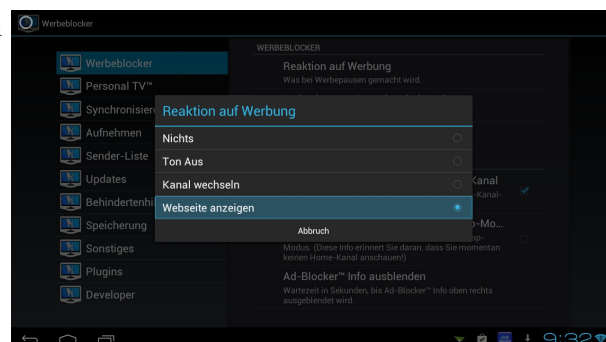 Werbeblocker
WERBEBLOCKER
Werbeblocker
Reaktion auf Werbung
Was bei Werbepausen gemacht wird.
Personal TV™
Synchronisier
Reaktion auf Werbung
Aufnehmen
Nichts
Sender-Liste
Ton Aus
Updates
Kanal wechseln
Kanal
-Kanal-
Behindertenhi
Webseite anzeigen
Speicherung
Abbruch
p-Mo...
ap-
Sonstiges
Modus. (Diese Info erinnert Sie daran, dass Sie momentan
keinen Home-Kanal anschauen!)
Plugins
Ad-Blocker™ Info ausblenden
Developer
Wartezeit in Sekunden, bis Ad-Blocker™ Info oben rechts
ausgeblendet wird.
9:32